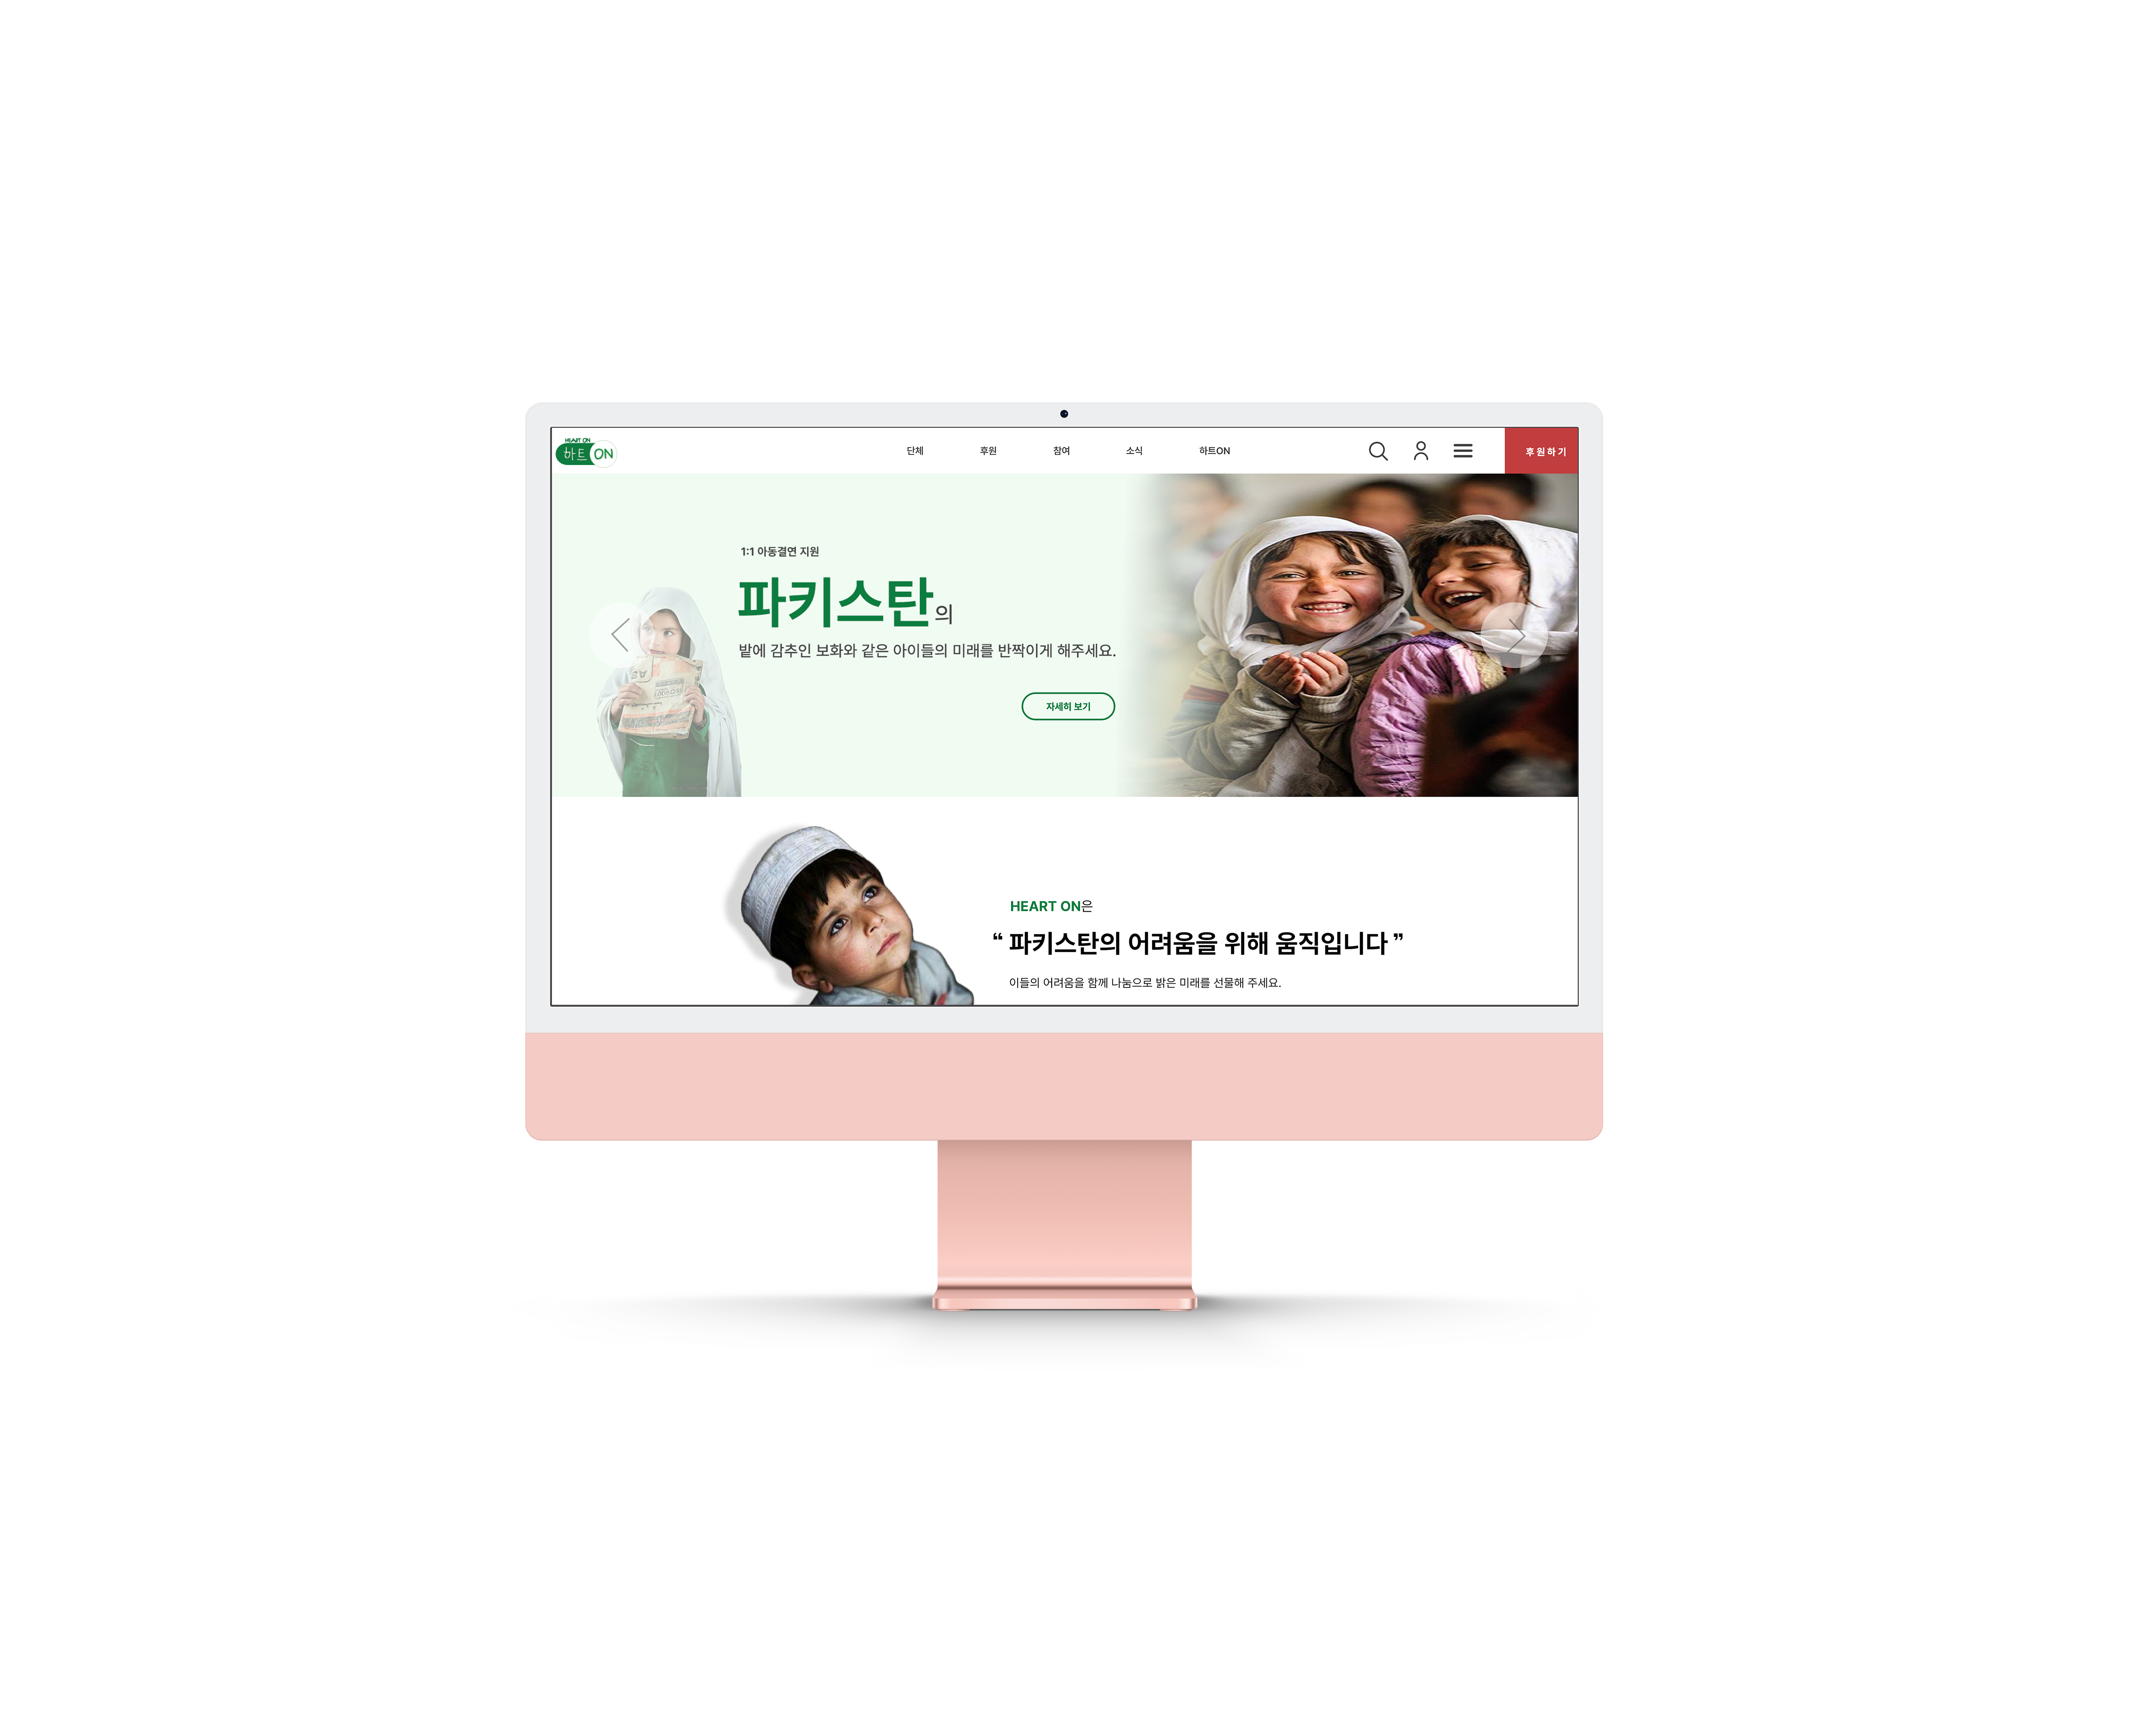 HEART ON
하트 ON
단체 후원 참여 소식 하트ON
후원하기
1:1 아동결연 지원
파키스탄의
밭에 감추인 보화와 같은 아이들의 미래를 반짝이게 해주세요.
자세히 보기
HEART ON은
“ 파키스탄의 어려움을 위해 움직입니다 ”
이들의 어려움을 함께 나눔으로 밝은 미래를 선물해 주세요.